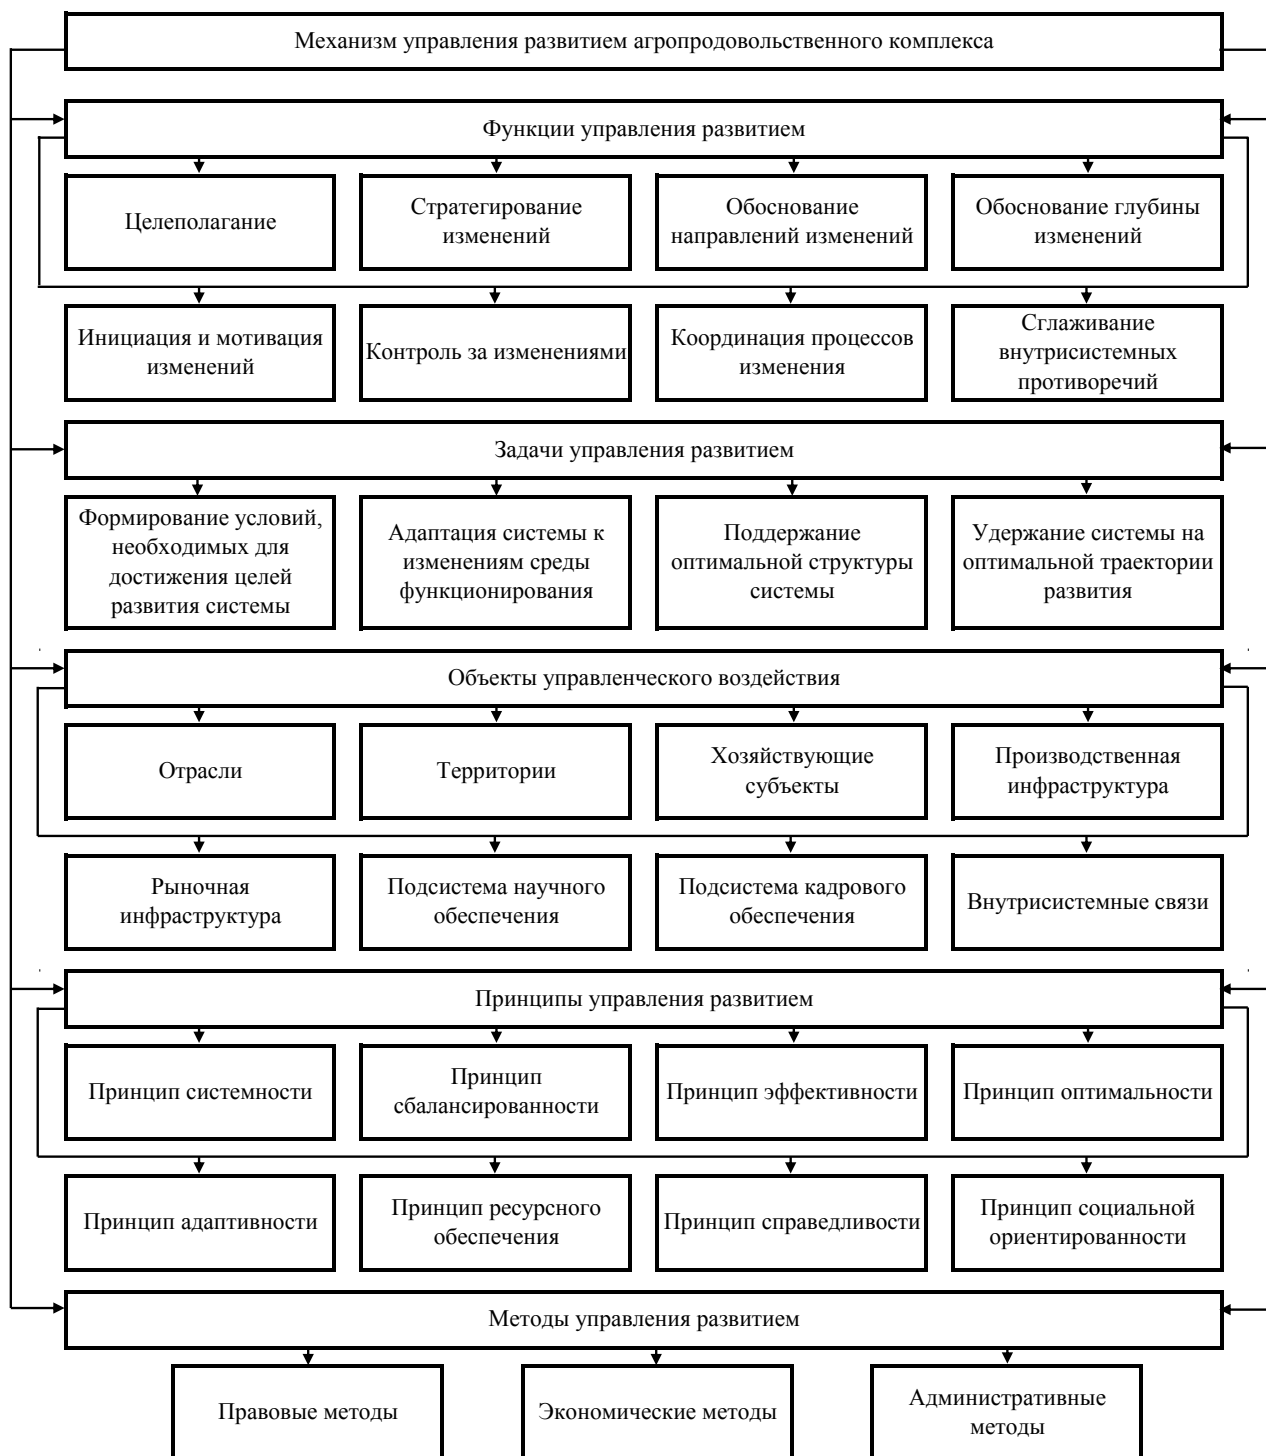 Механизм управления развитием агропродовольственного комплекса
Функции управления развитием
Целеполагание
Стратегирование
изменений
Обоснование
направлений изменений
Обоснование глубины
изменений
Инициация и мотивация
изменений
Контроль за изменениями
Координация процессов
изменения
Сглаживание
внутрисистемных
противоречий
Задачи управления развитием
Формирование условий,
необходимых для
достижения целей
развития системы
Адаптация системы к
изменениям среды
функционирования
Поддержание
оптимальной структуры
системы
Удержание системы на
оптимальной траектории
развития
Объекты управленческого воздействия
Отрасли
Территории
Хозяйствующие
субъекты
Производственная
инфраструктура
Рыночная
инфраструктура
Подсистема научного
обеспечения
Подсистема кадрового
обеспечения
Внутрисистемные связи
Принципы управления развитием
Принцип системности
Принцип
сбалансированности
Принцип эффективности
Принцип оптимальности
Принцип адаптивности
Принцип ресурсного
обеспечения
Принцип справедливости
Принцип социальной
ориентированности
Методы управления развитием
Правовые методы
Экономические методы
Административные
методы